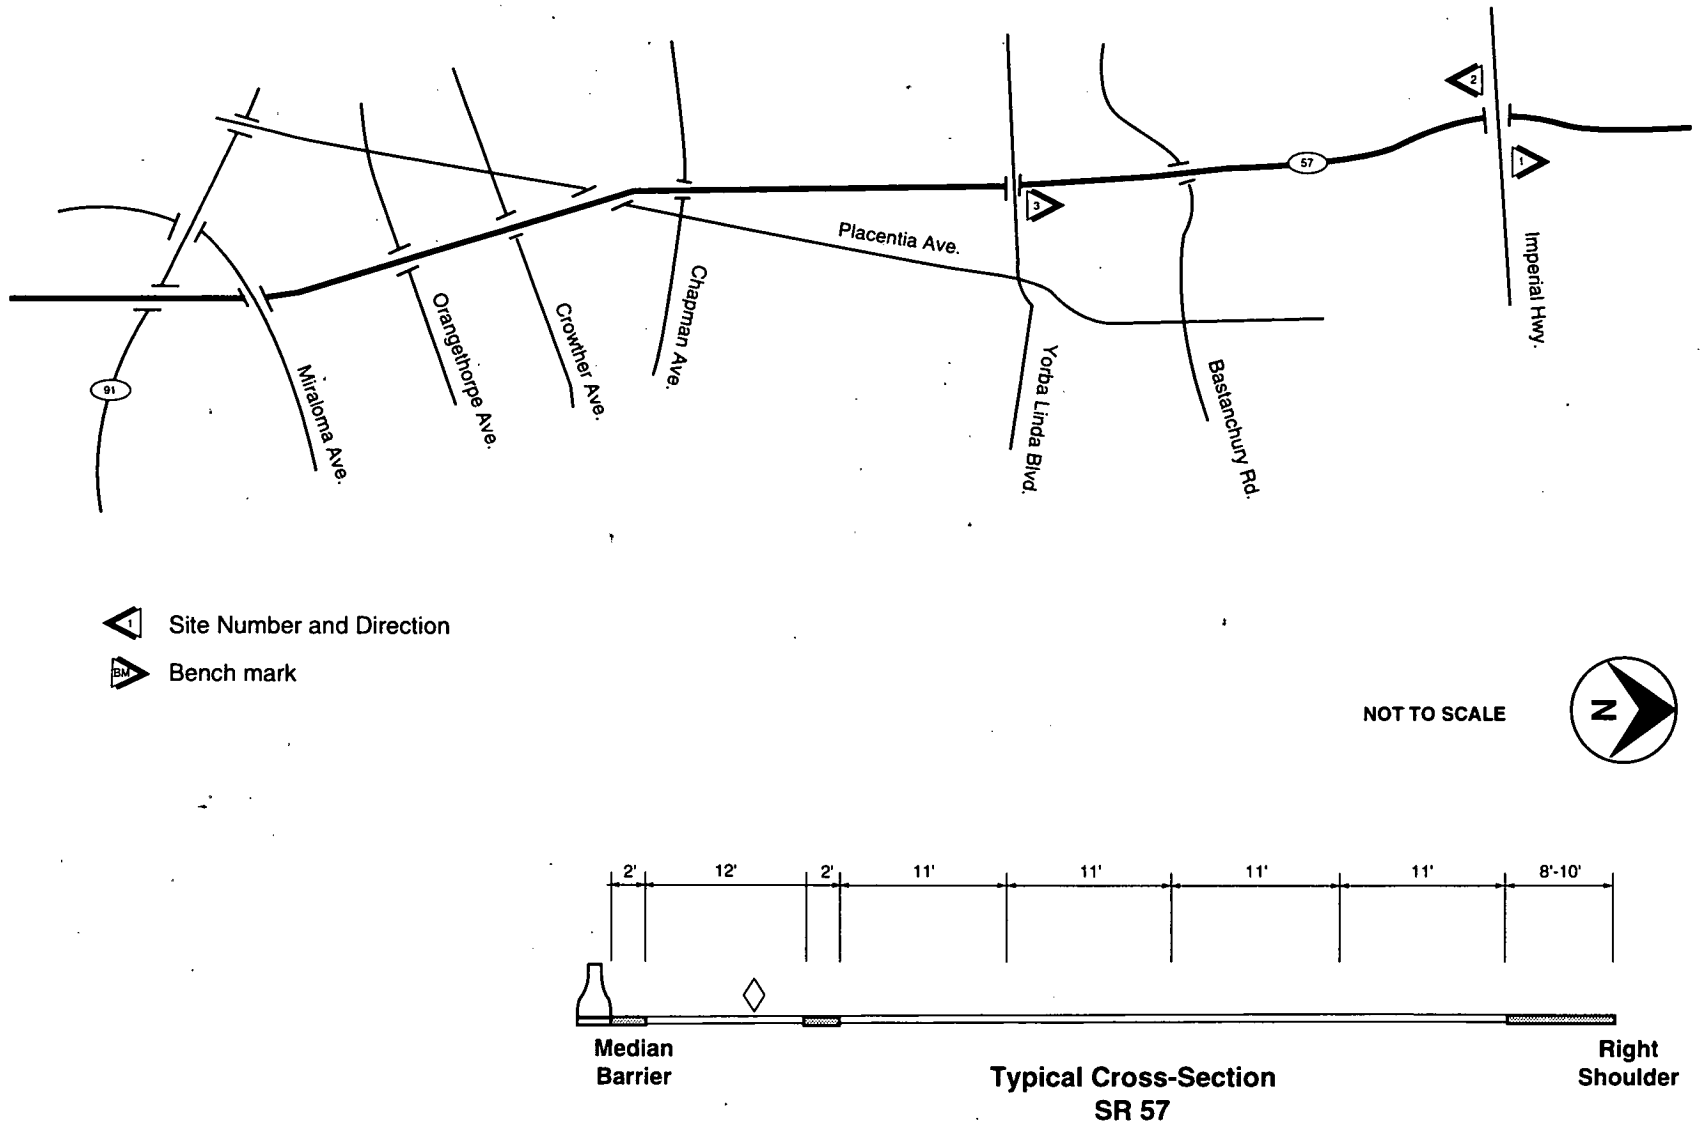 2
57
1
3
Placentia Ave.
Imperial Hwy.
Chapman Ave.
Orangethorpe Ave.
Crowther Ave.
Yorba Linda Blvd.
Bastanchury Rd.
Miraloma Ave.
91
1 Site Number and Direction
BM Bench mark
NOT TO SCALE
N
2' 12' 2' 11' 11' 11' 11' 8'-10'
Median
Barrier
Right
Shoulder
Typical Cross-Section
SR 57